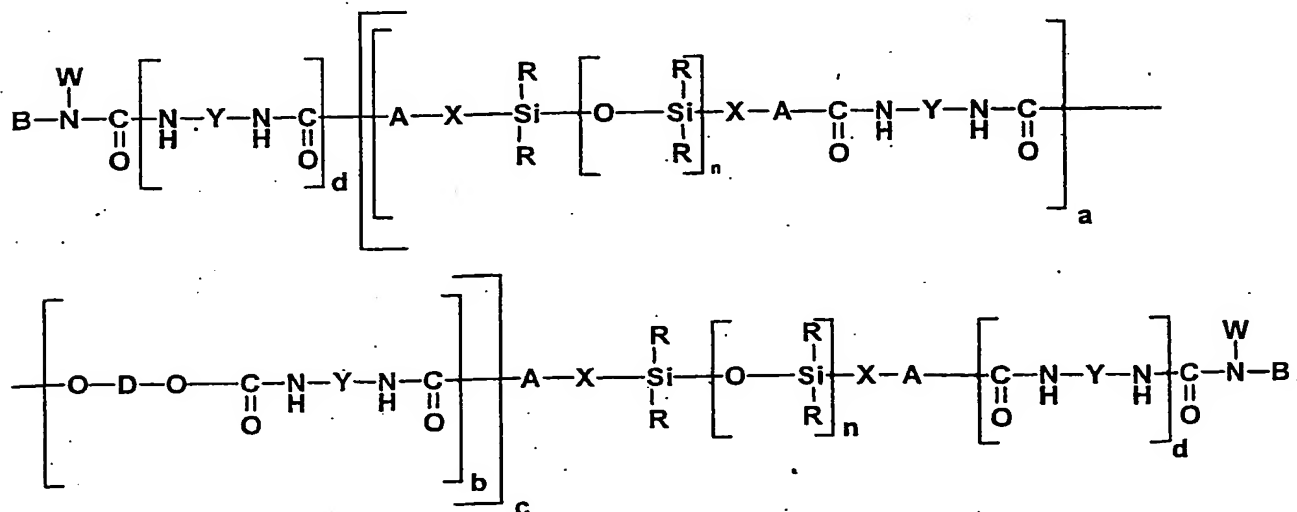 W R R
B N C N Y N C A X Si O Si X A C N Y N C
O H H O R R n O H H O
d a
R R W
O D O C N Y N C A X Si O Si X A C N Y N C N B
O H H O R R n O H H O
b d
c